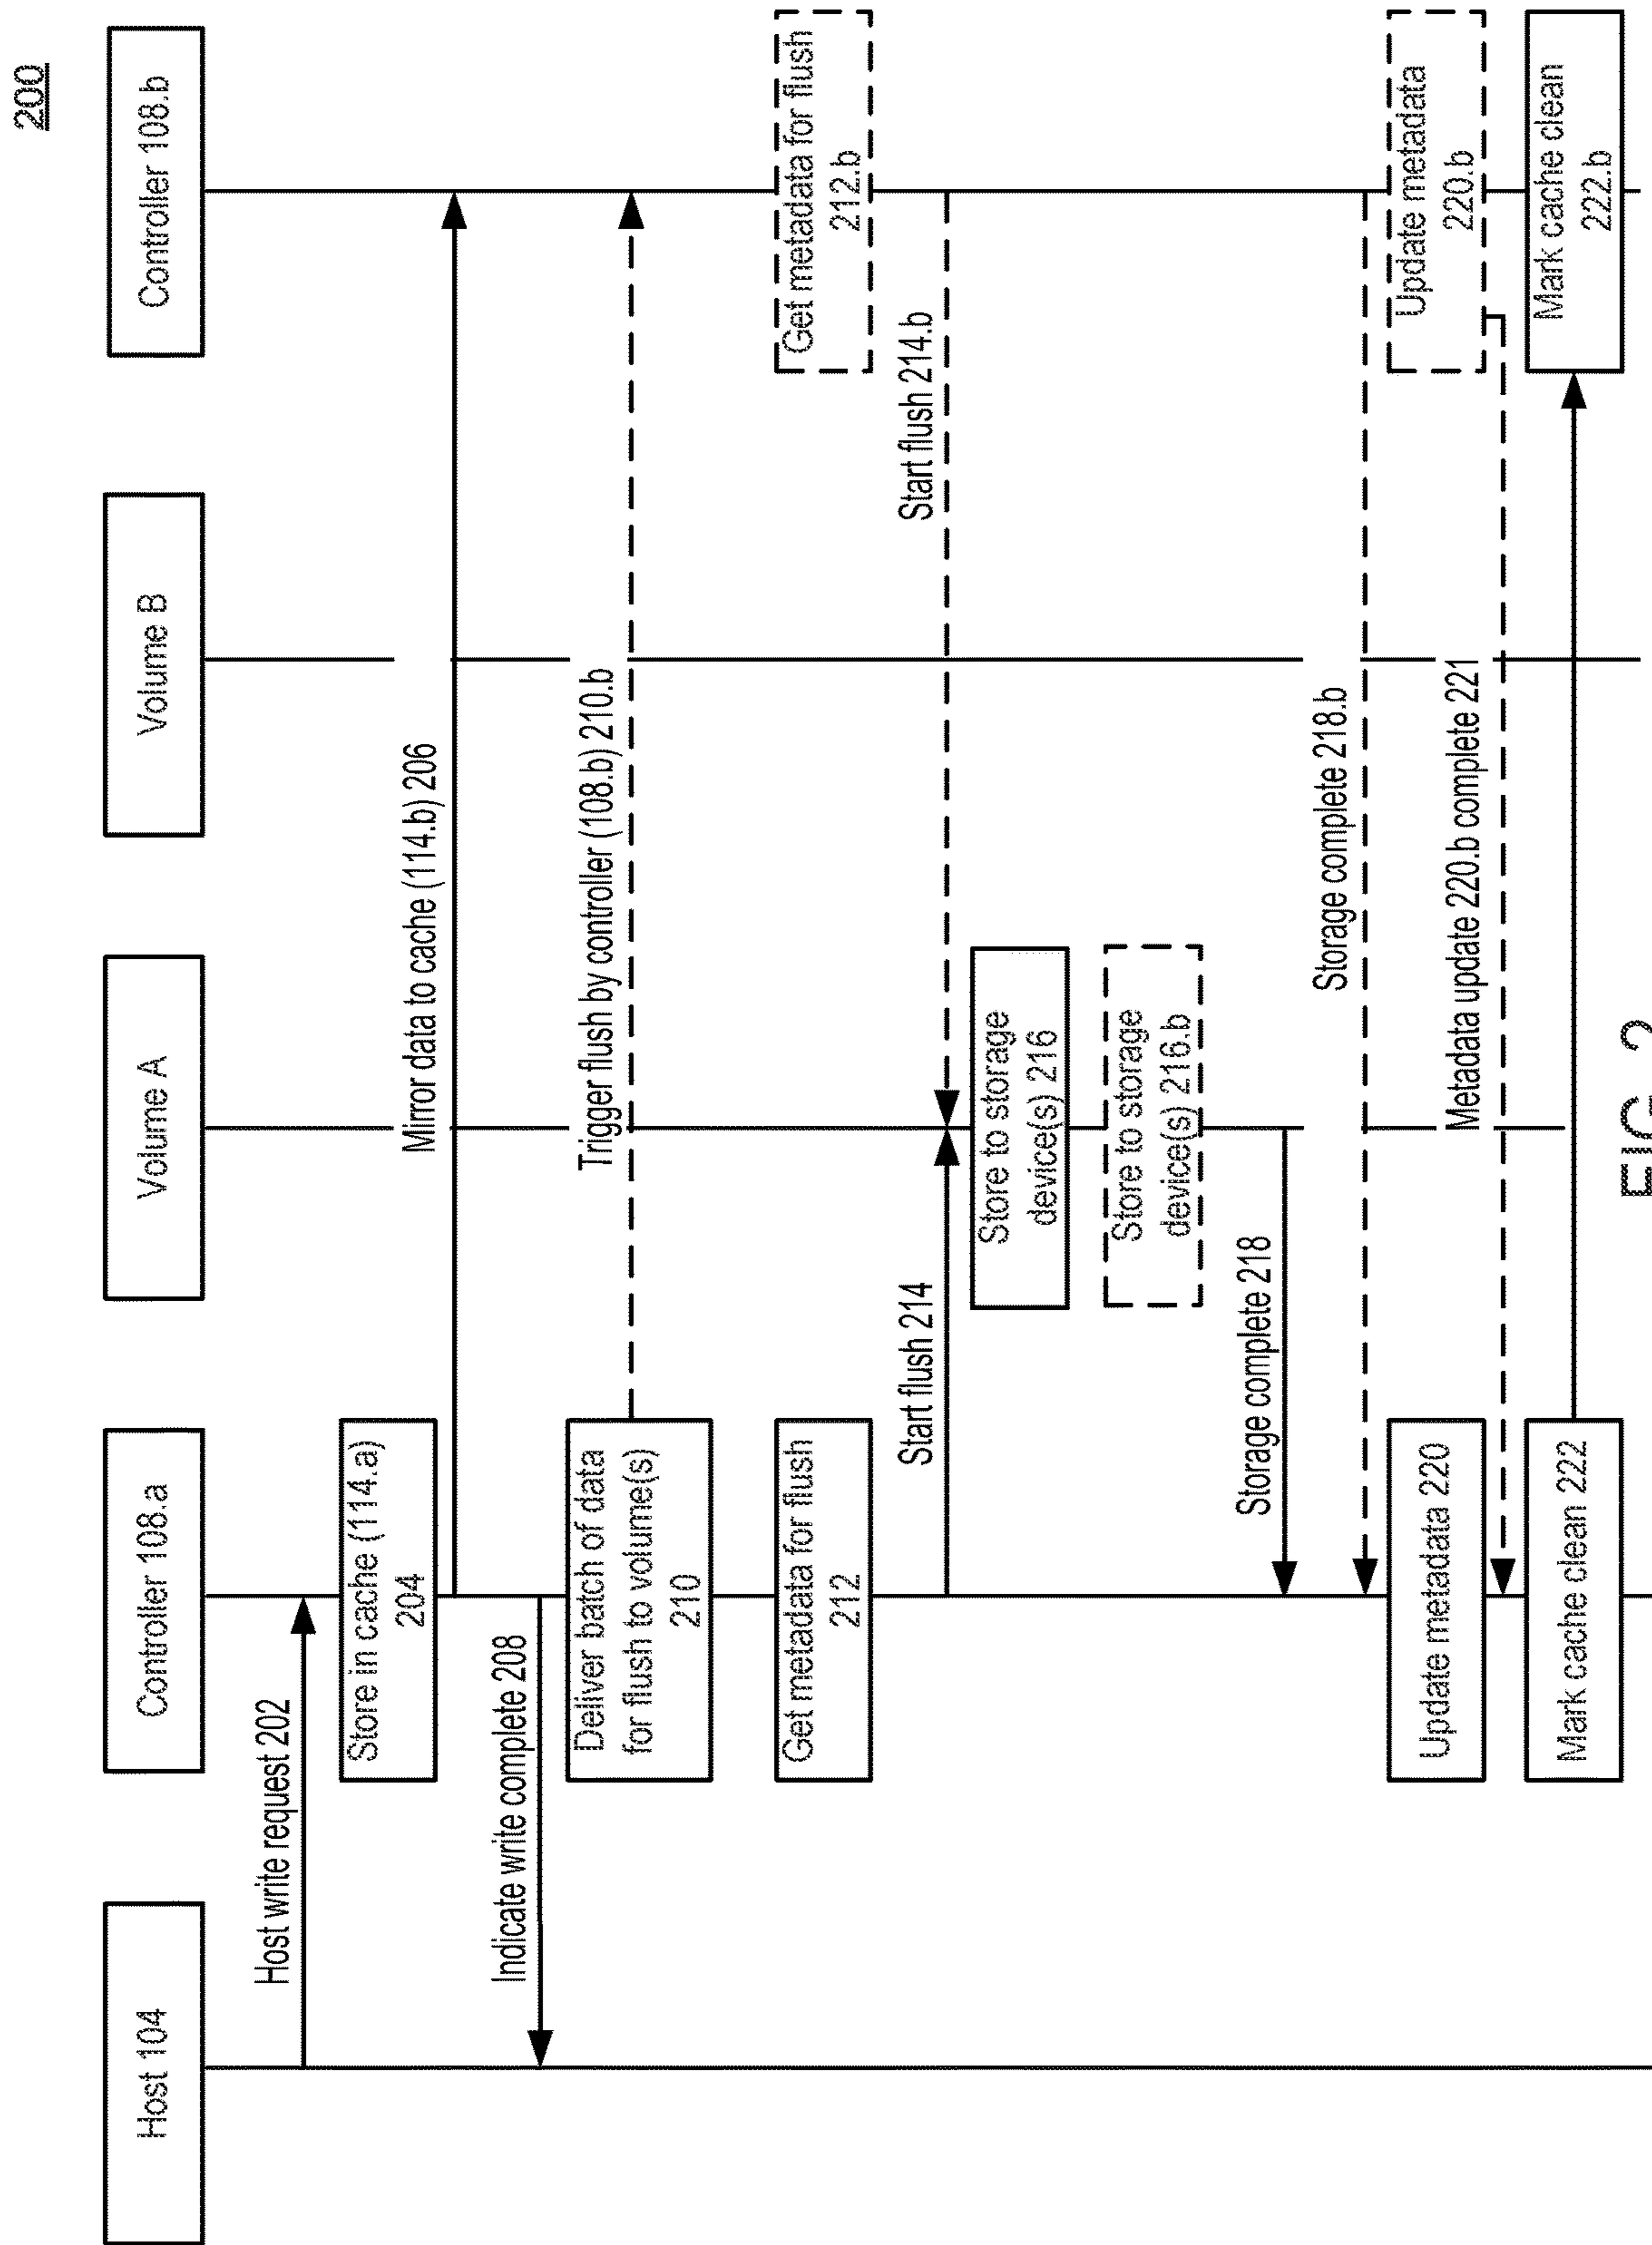 200
Host 104
Controller 108.a
Volume A
Volume B
Controller 108.b
Host write request 202
Store in cache (114.a)
204
Mirror data to cache (114.b) 206
Indicate write complete 208
Deliver batch of data
for flush to volume(s)
210
Trigger flush by controller (108.b) 210.b
Get metadata for flush
212
Get metadata for flush
212.b
Start flush 214
Start flush 214.b
Store to storage
device(s) 216
Store to storage
device(s) 216.b
Storage complete 218
Storage complete 218.b
Update metadata 220
Update metadata
220.b
Metadata update 220.b complete 221
Mark cache clean 222
Mark cache clean
222.b
FIG. 2